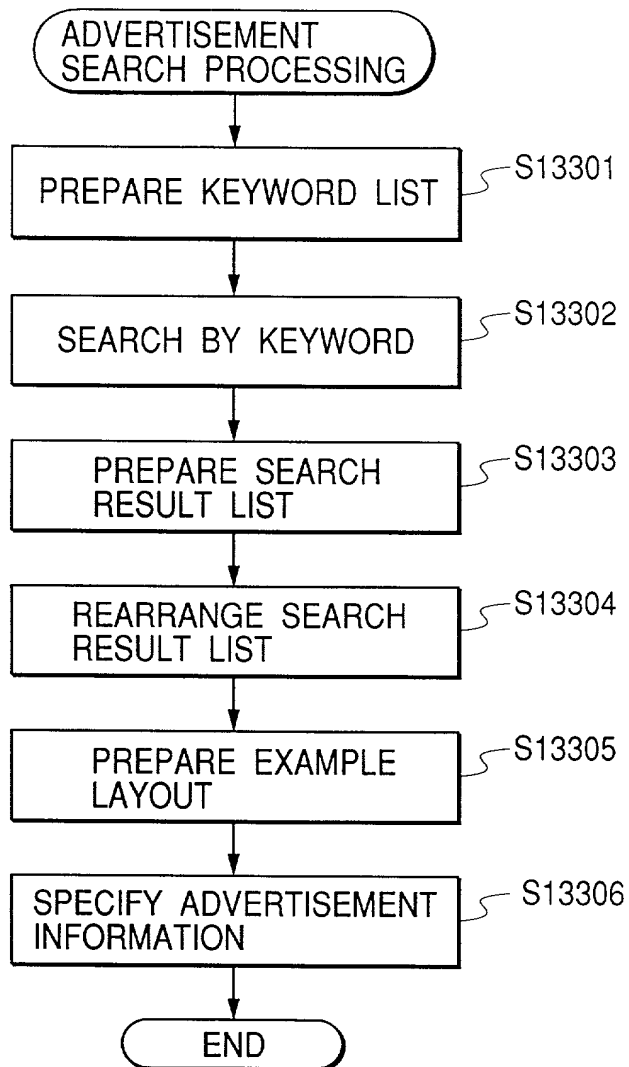 ADVERTISEMENT
SEARCH PROCESSING
PREPARE KEYWORD LIST
S13301
SEARCH BY KEYWORD
S13302
PREPARE SEARCH
RESULT LIST
S13303
REARRANGE SEARCH
RESULT LIST
S13304
PREPARE EXAMPLE
LAYOUT
S13305
SPECIFY ADVERTISEMENT
INFORMATION
S13306
END